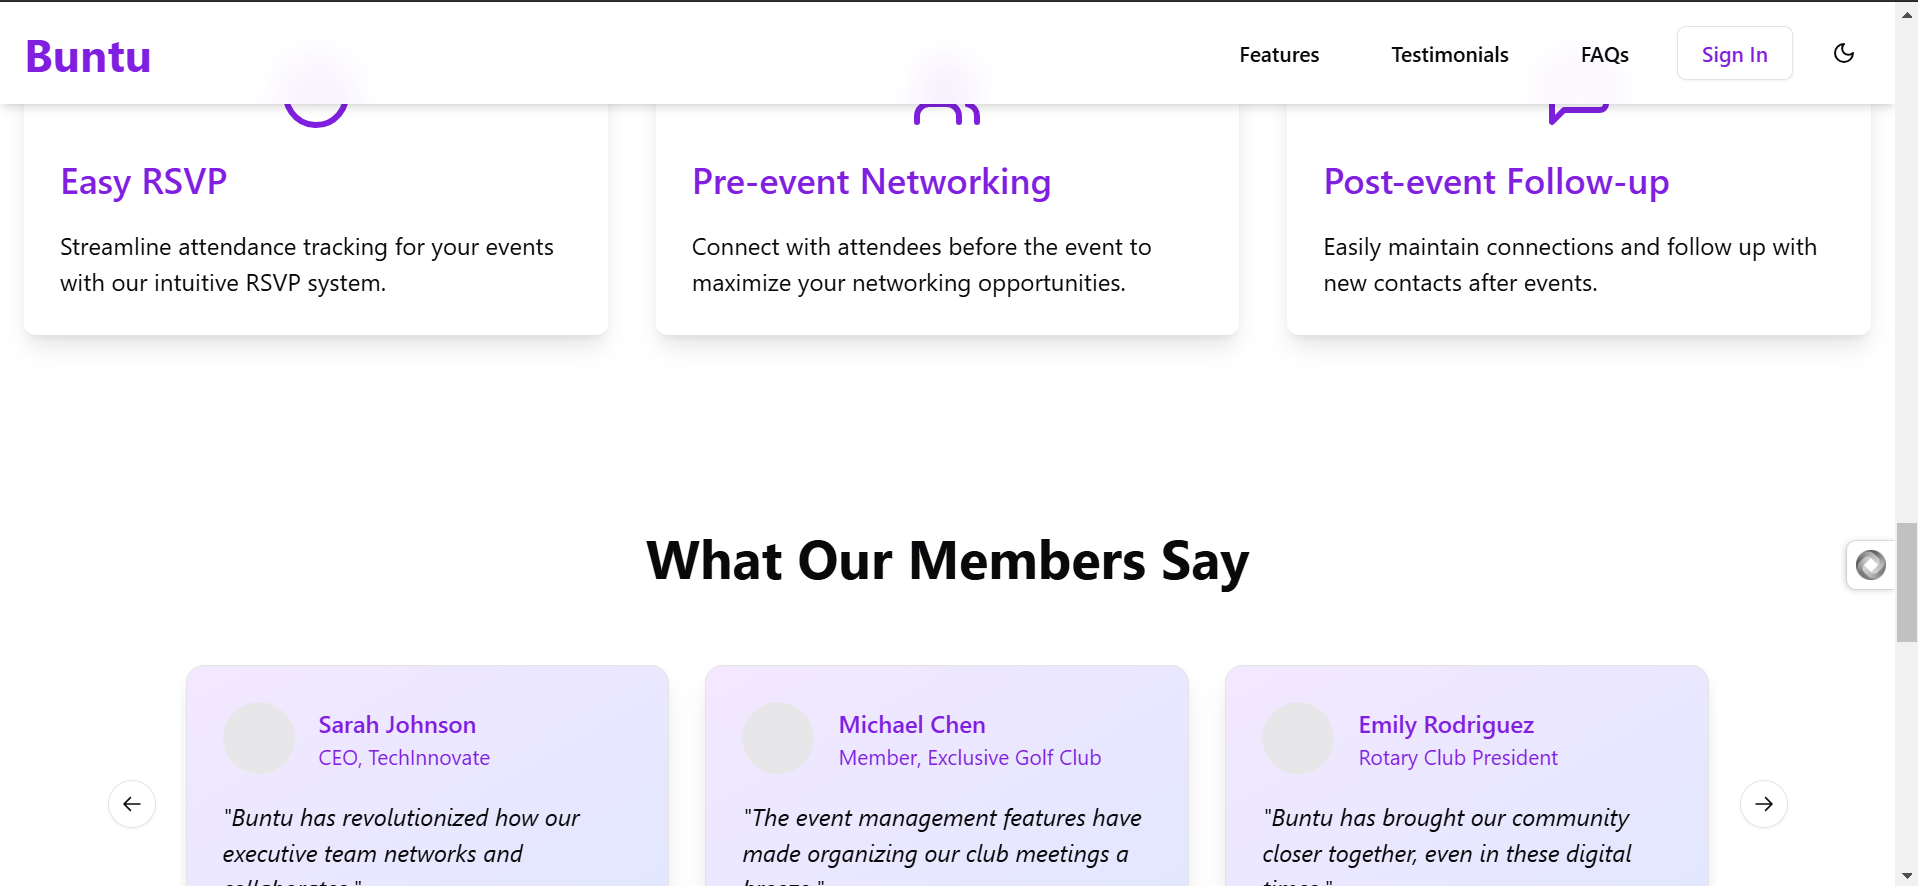 Buntu
Features
Testimonials
FAQs
Sign In
Easy RSVP
Streamline attendance tracking for your events
with our intuitive RSVP system.
Pre-event Networking
Connect with attendees before the event to
maximize your networking opportunities.
Post-event Follow-up
Easily maintain connections and follow up with
new contacts after events.
What Our Members Say
Sarah Johnson
CEO, TechInnovate
"Buntu has revolutionized how our
executive team networks and
collaborates."
Michael Chen
Member, Exclusive Golf Club
"The event management features have
made organizing our club meetings a
breeze."
Emily Rodriguez
Rotary Club President
"Buntu has brought our community
closer together, even in these digital
times."